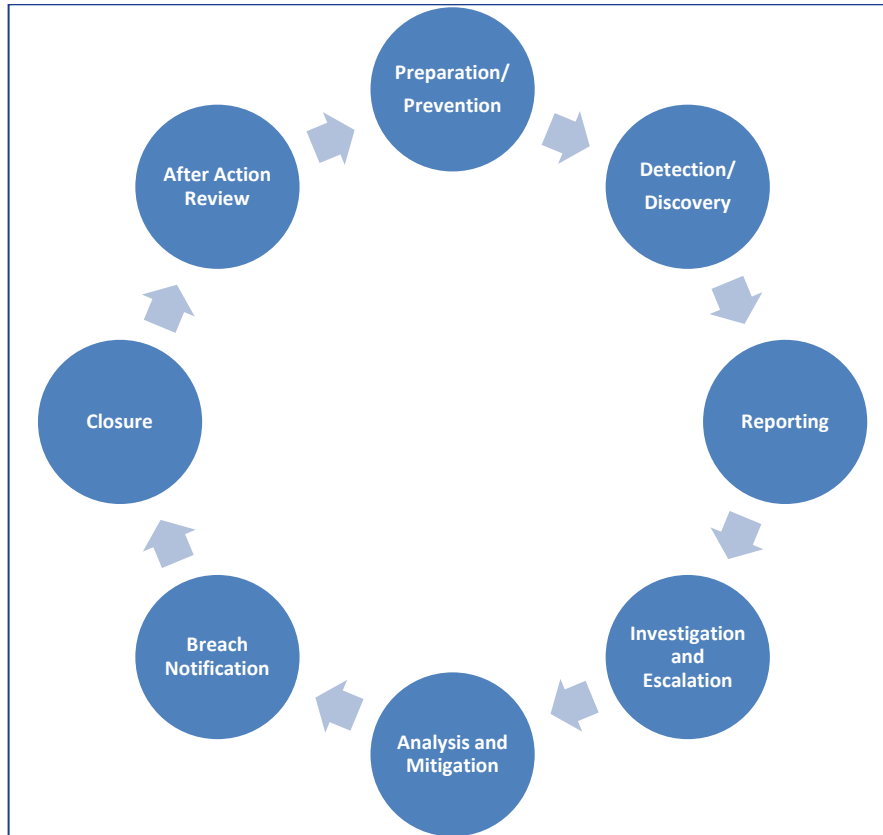 Preparation/
Prevention
Detection/
Discovery
Reporting
Investigation
and
Escalation
Analysis and
Mitigation
Breach
Notification
Closure
After Action
Review